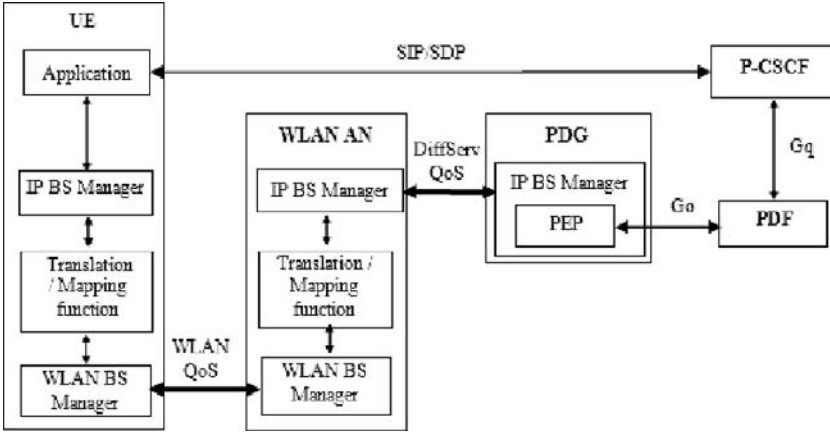 UE
Application
IP BS Manager
Translation
/ Mapping
function
WLAN BS
Manager
SIP/SDP
WLAN
QoS
WLAN AN
IP BS Manager
Translation /
Mapping
function
WLAN BS
Manager
DiffServ
QoS
PDG
IP BS Manager
PEP
Go
P-CSCF
Gq
PDF